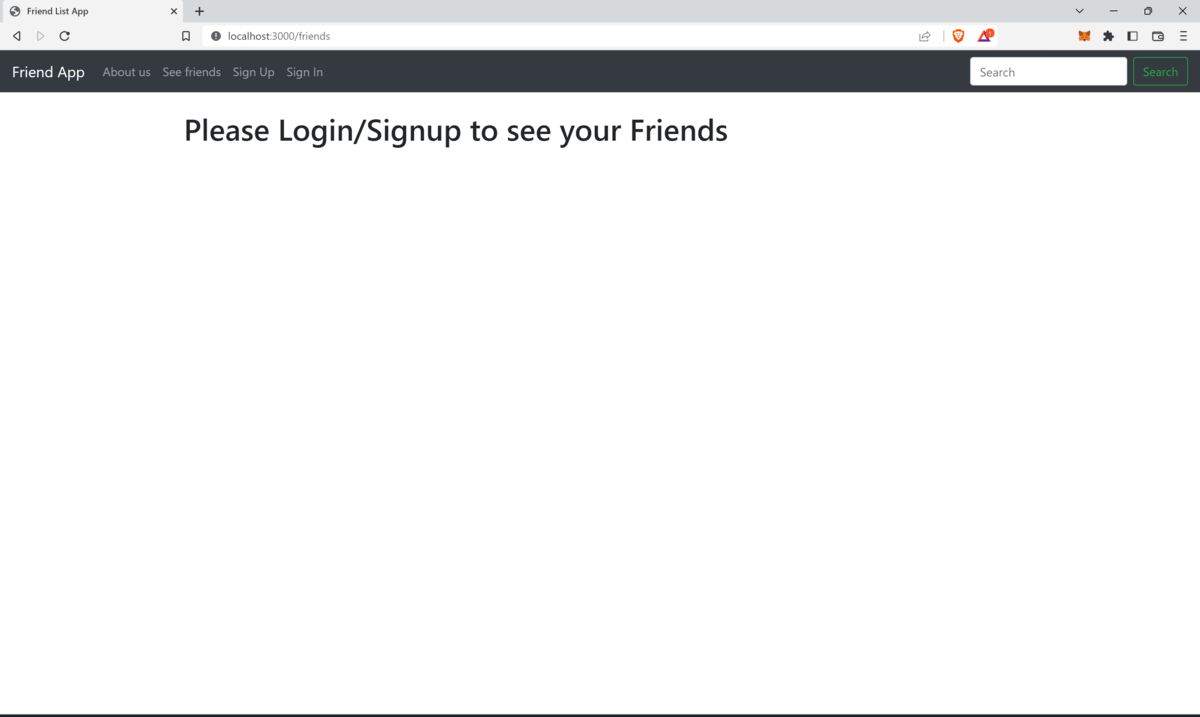 Friend List App
localhost:3000/friends
1
Friend App About us See friends Sign Up Sign In Search Search
Please Login/Signup to see your Friends